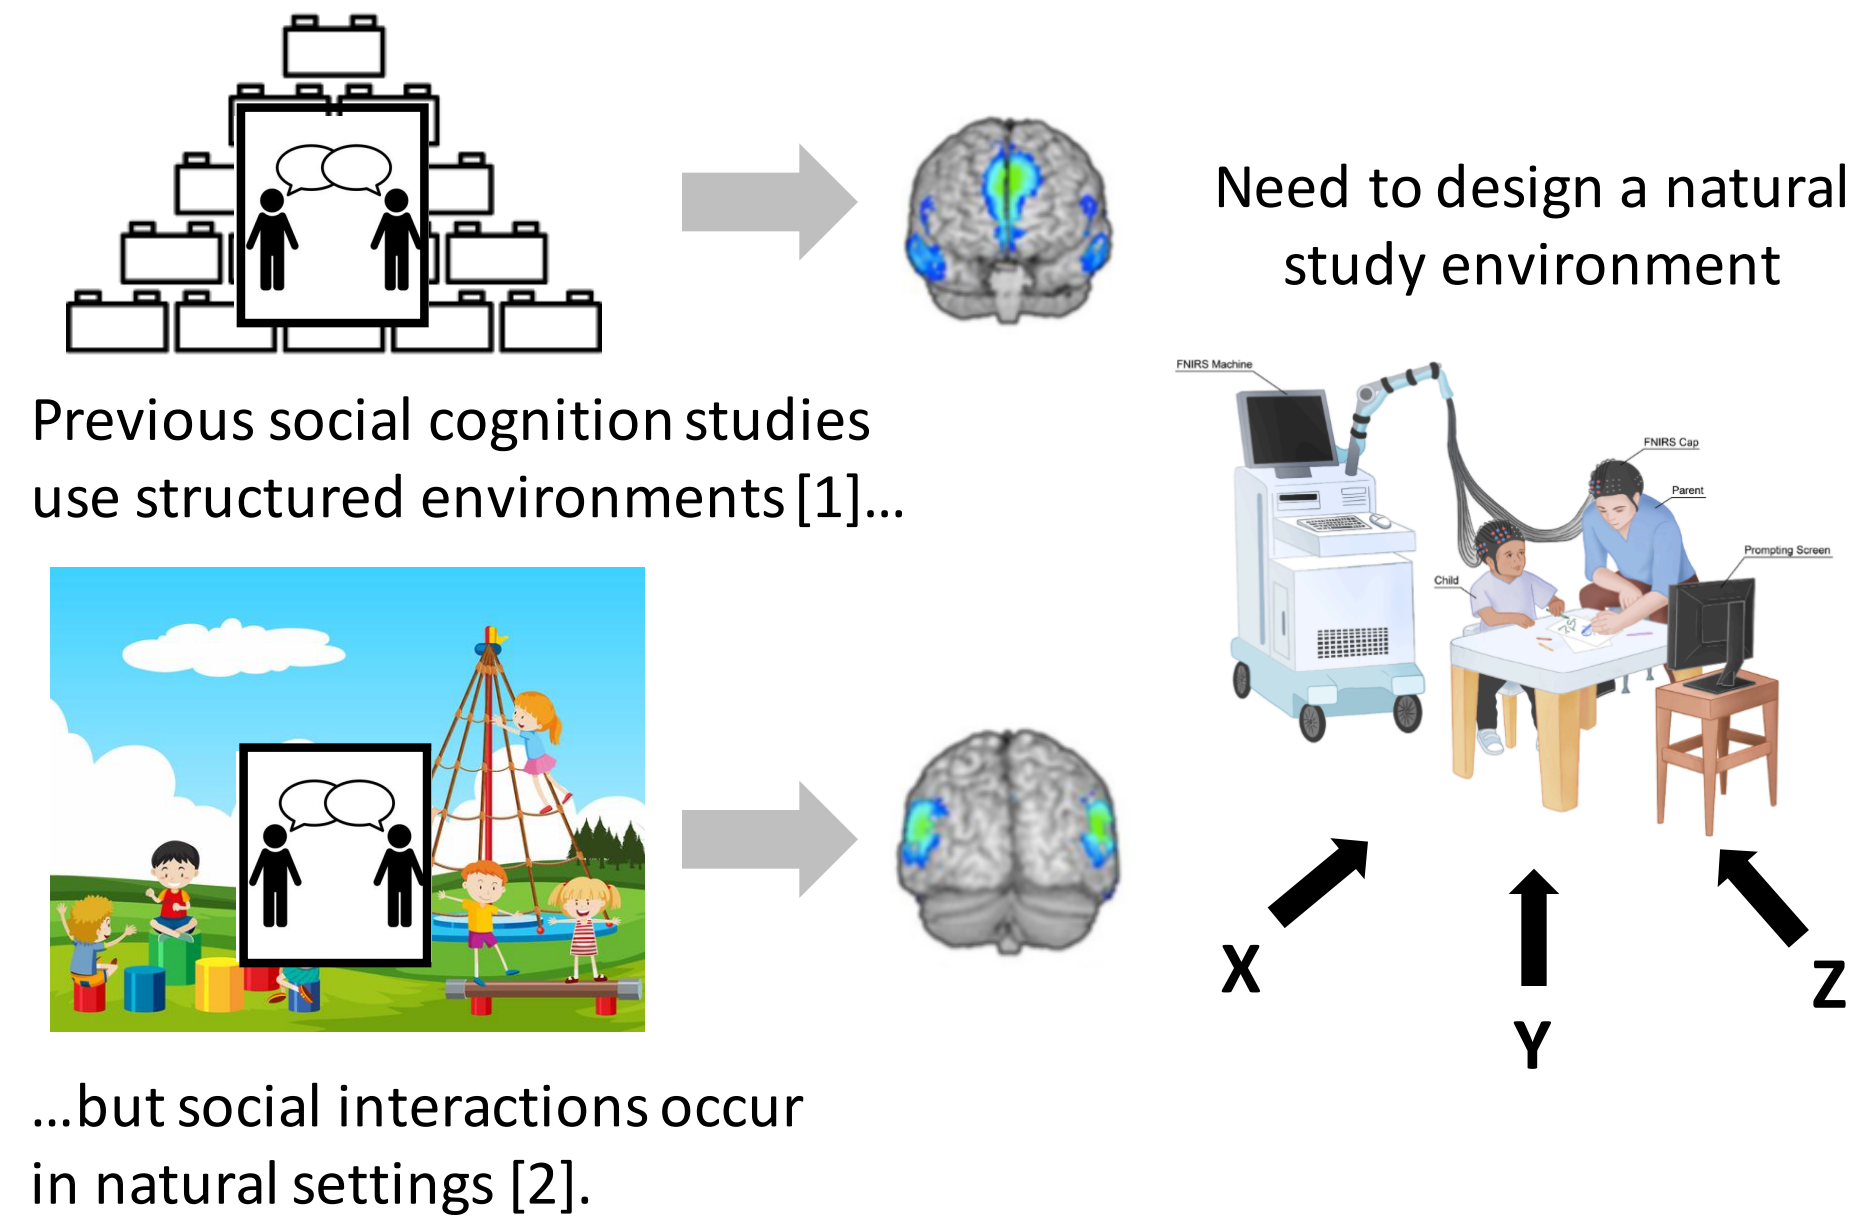 Previous social cognition studies
use structured environments [1]…
…but social interactions occur
in natural settings [2].
Need to design a natural
study environment
FNIRS Machine
FNIRS Cap
Parent
Prompting Screen
Child
X
Y
Z